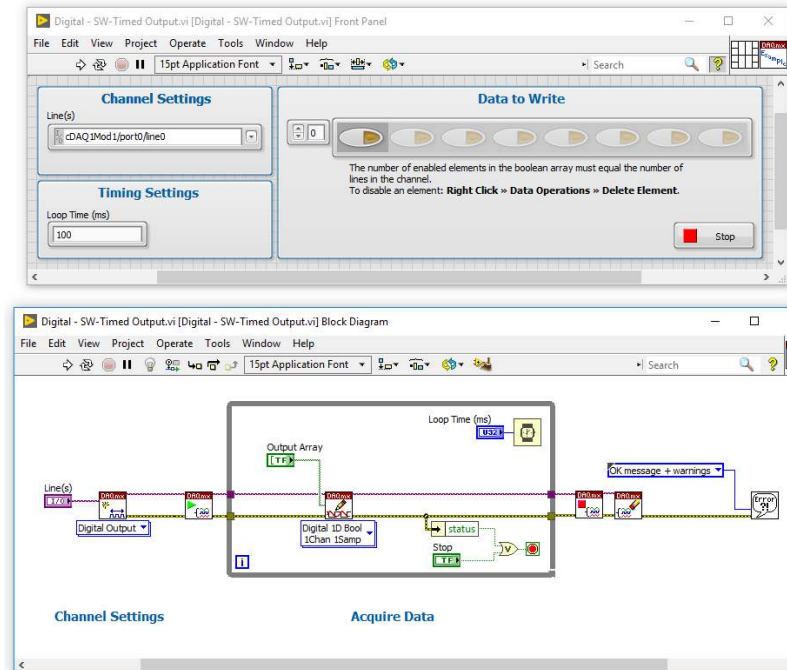 Digital - SW-Timed Output.vi [Digital - SW-Timed Output.vi] Front Panel
File Edit View Project Operate Tools Window Help
15pt Application Font
Search
DAQmx
Channel Settings
Line(s)
I/O
cDAQ1Mod1/port0/line0
Timing Settings
Loop Time (ms)
100
Data to Write
0
The number of enabled elements in the boolean array must equal the number of
lines in the channel.
To disable an element: Right Click » Data Operations » Delete Element.
Stop
Digital - SW-Timed Output.vi [Digital - SW-Timed Output.vi] Block Diagram
File Edit View Project Operate Tools Window Help
15pt Application Font
Search
Loop Time (ms)
U32
Output Array
TF
OK message + warnings
Line(s)
I/O
DAQmx
DAQmx
DAQmx
DAQmx
DAQmx
Error
?!
Digital Output
Digital 1D Bool
1Chan 1Samp
status
Stop
TF
V
i
Channel Settings
Acquire Data